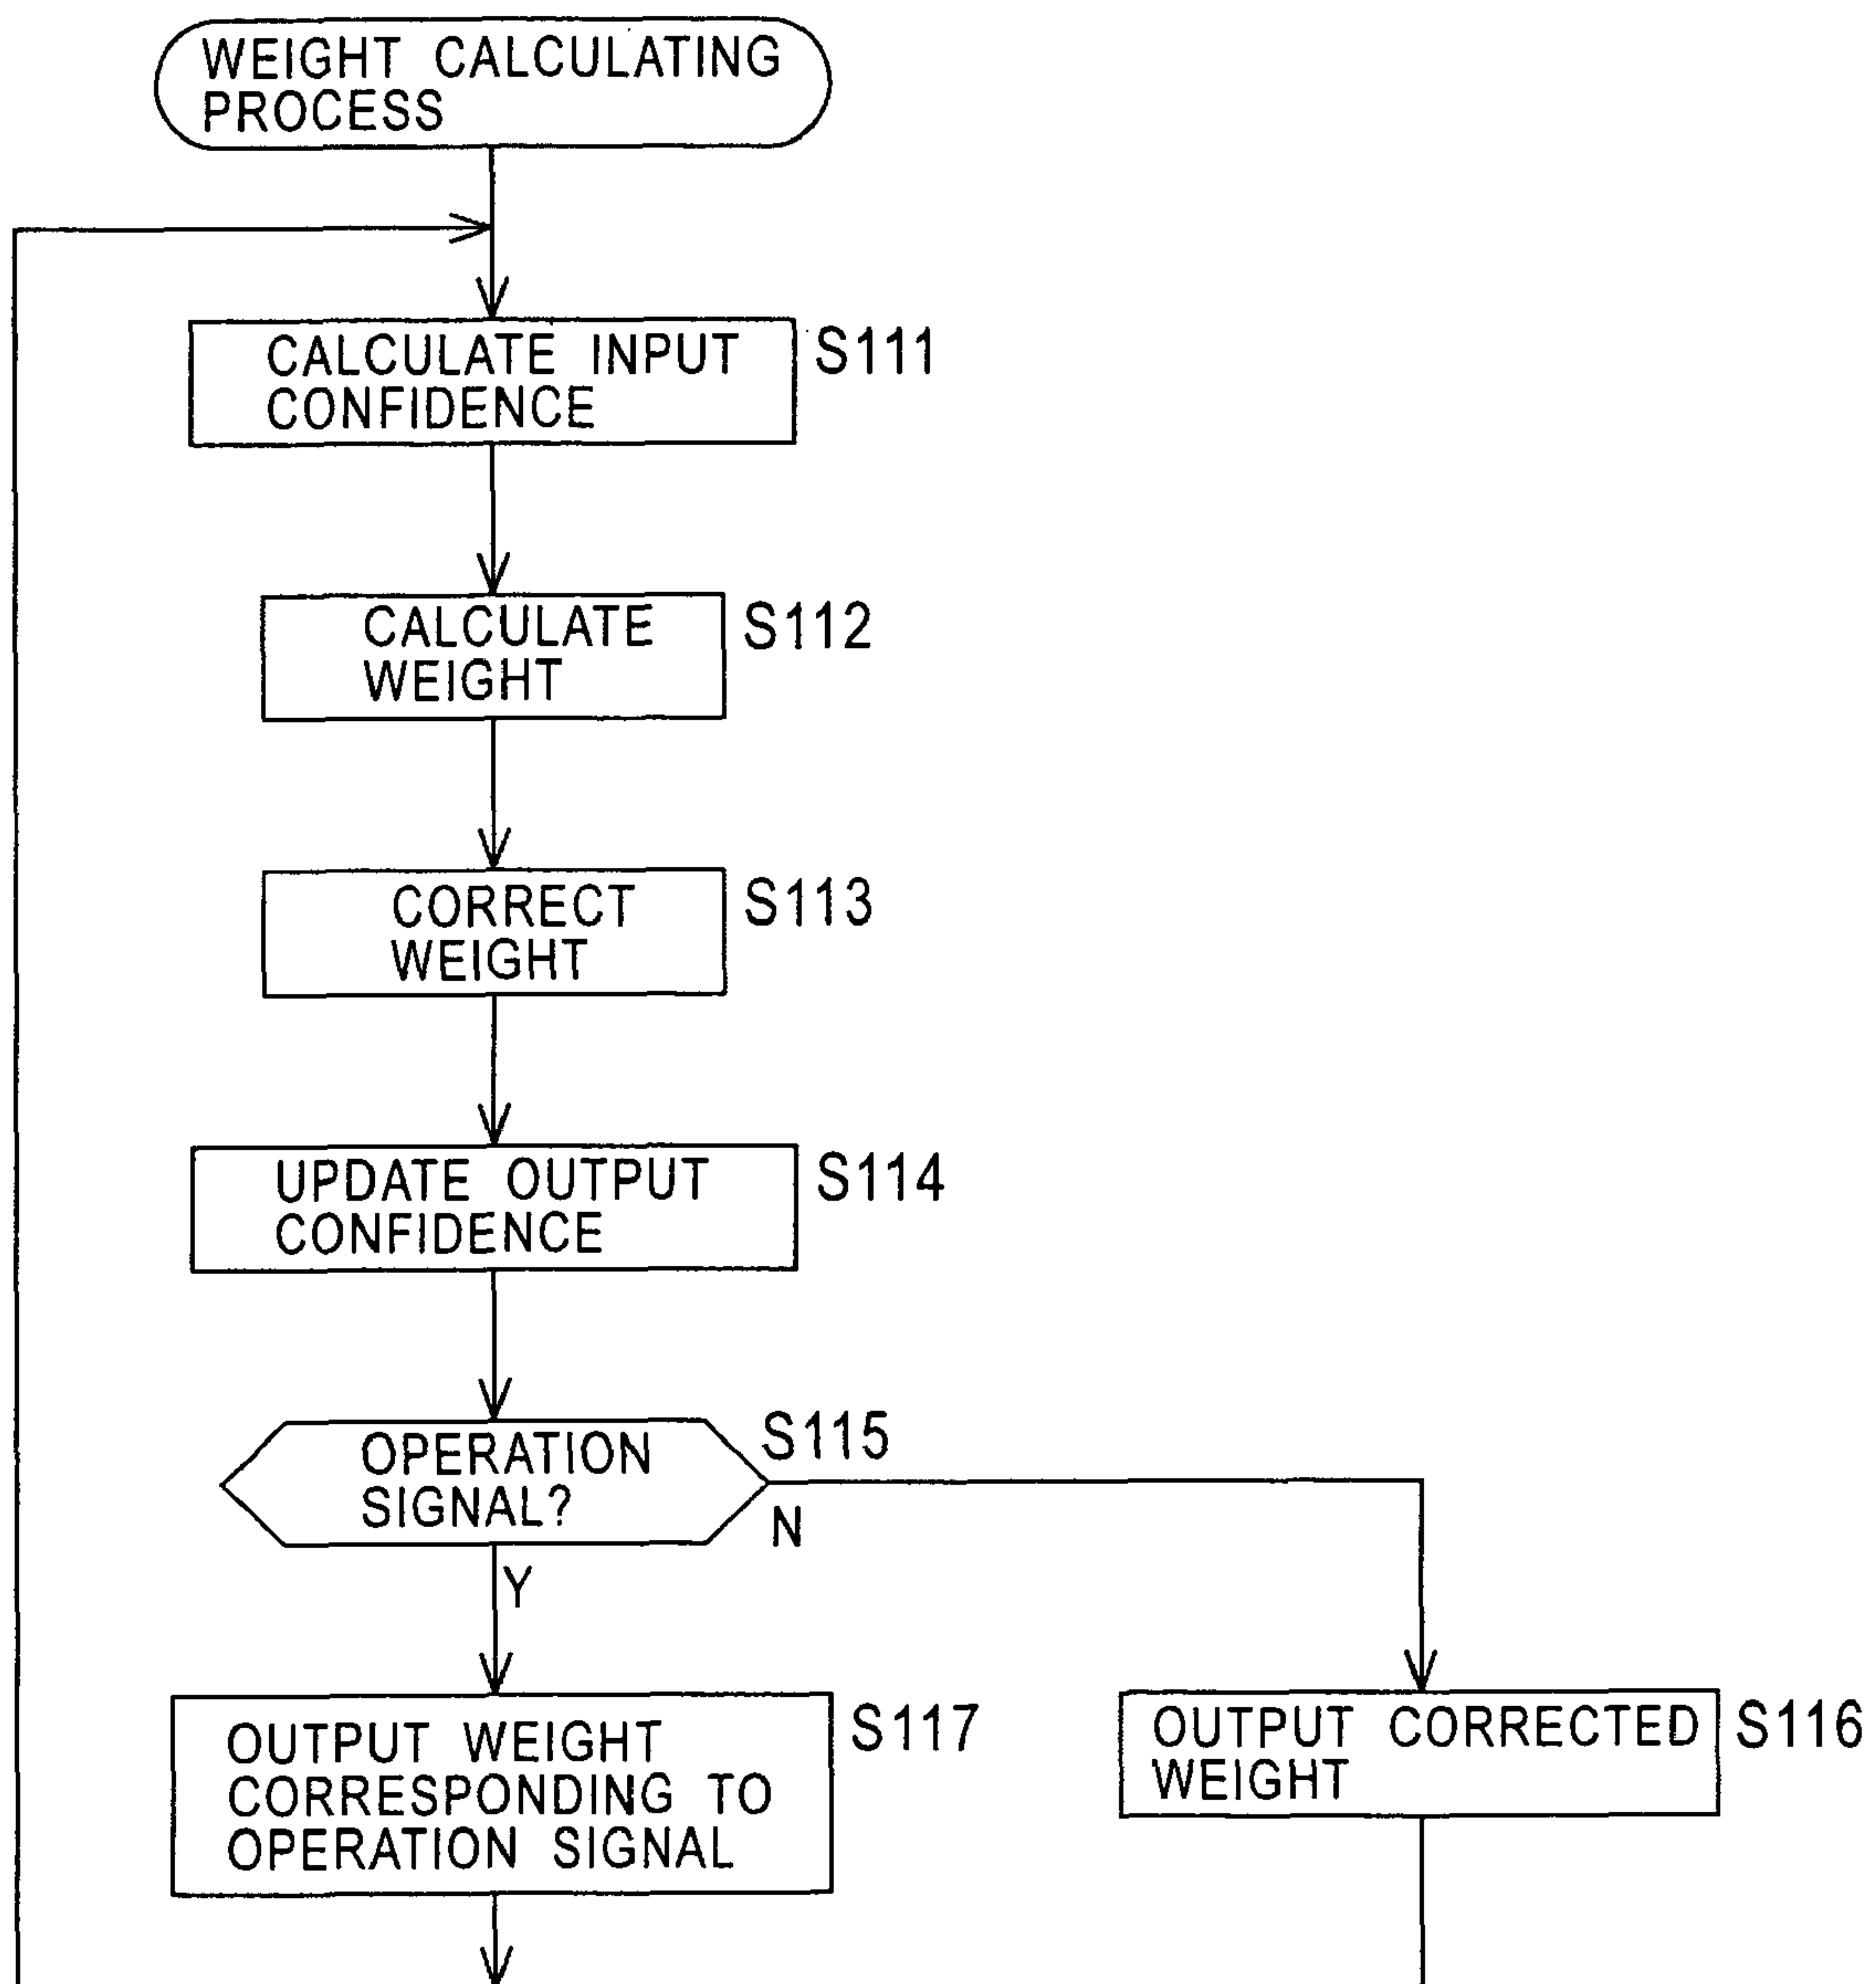 WEIGHT CALCULATING
PROCESS
CALCULATE INPUT
CONFIDENCE
S111
CALCULATE
WEIGHT
S112
CORRECT
WEIGHT
S113
UPDATE OUTPUT
CONFIDENCE
S114
OPERATION
SIGNAL?
S115
N
Y
OUTPUT WEIGHT
CORRESPONDING TO
OPERATION SIGNAL
S117
OUTPUT CORRECTED
WEIGHT
S116